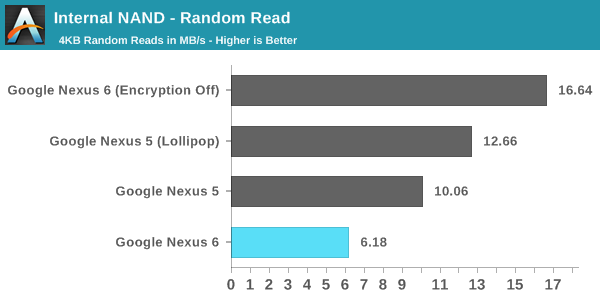 Internal NAND - Random Read
4KB Random Reads in MB/s - Higher is Better
Google Nexus 6 (Encryption Off) 16.64
Google Nexus 5 (Lollipop) 12.66
Google Nexus 5 10.06
Google Nexus 6 6.18
0 1 2 3 4 5 6 7 8 9 11 13 15 17